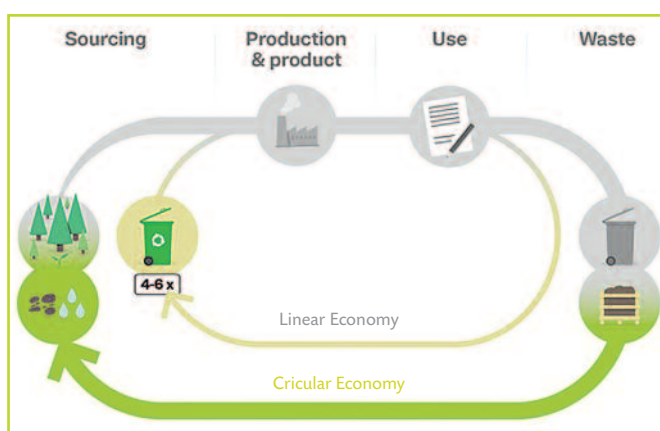 Sourcing
Production
& product
Use
Waste
4-6 x
Linear Economy
Cricular Economy